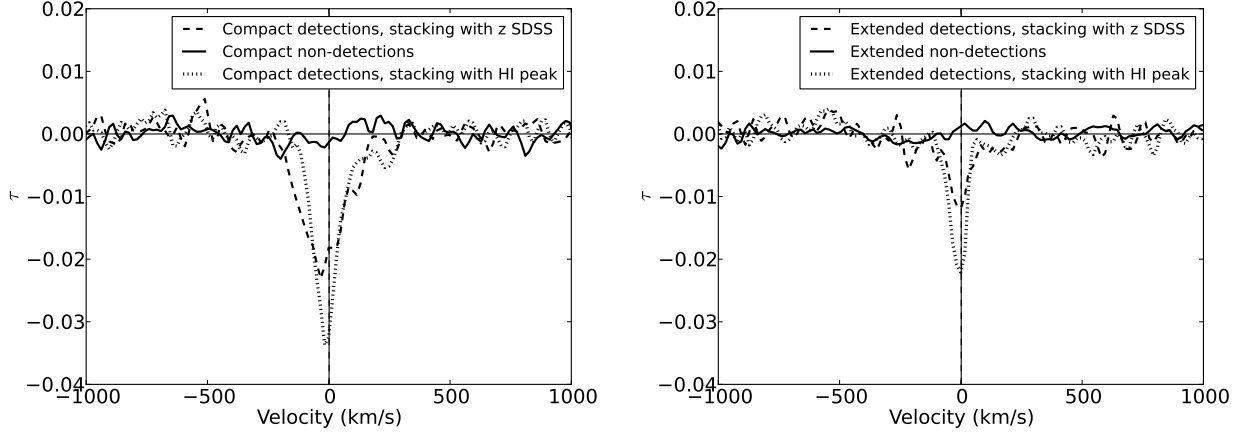 0.02
Compact detections, stacking with z SDSS
Compact non-detections
Compact detections, stacking with HI peak
0.01
0.00
−0.01
−0.02
−0.03
−0.04
τ
−1000
−500
0
500
1000
Velocity (km/s)
0.02
Extended detections, stacking with z SDSS
Extended non-detections
Extended detections, stacking with HI peak
0.01
0.00
−0.01
−0.02
−0.03
−0.04
τ
−1000
−500
0
500
1000
Velocity (km/s)